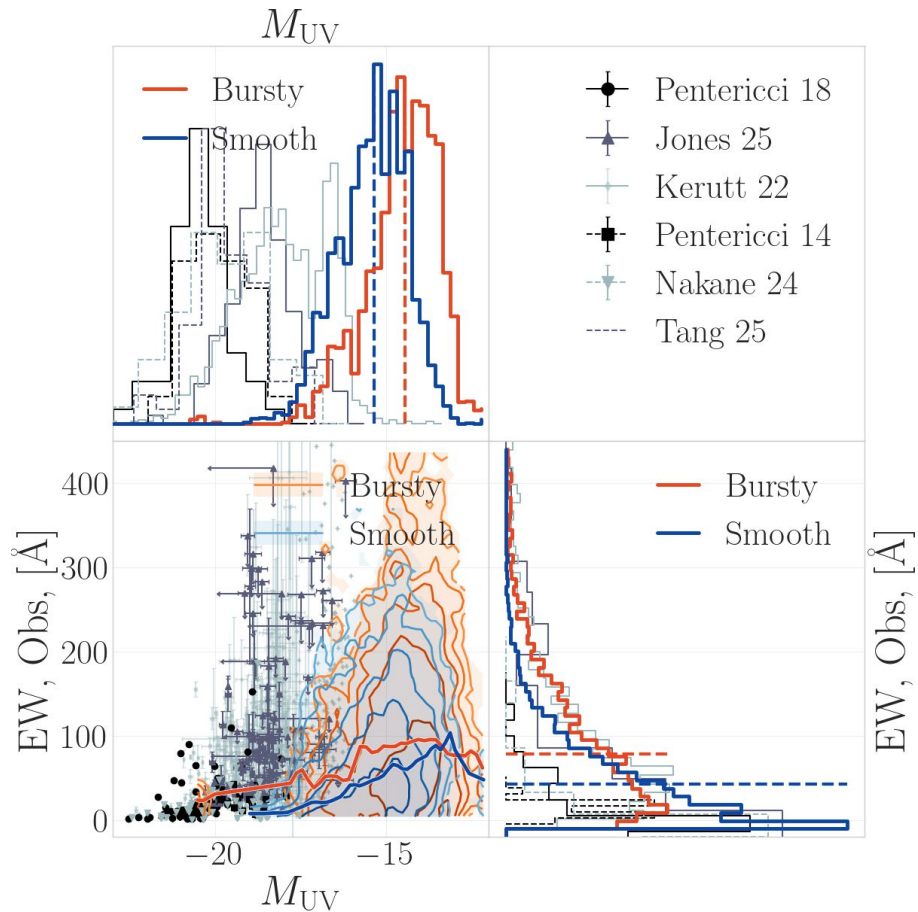 M_UV
Bursty
Smooth
Pentericci 18
Jones 25
Kerutt 22
Pentericci 14
Nakane 24
Tang 25
EW, Obs, [Å]
400
300
200
100
0
Bursty
Smooth
Bursty
Smooth
EW, Obs, [Å]
−20
−15
M_UV